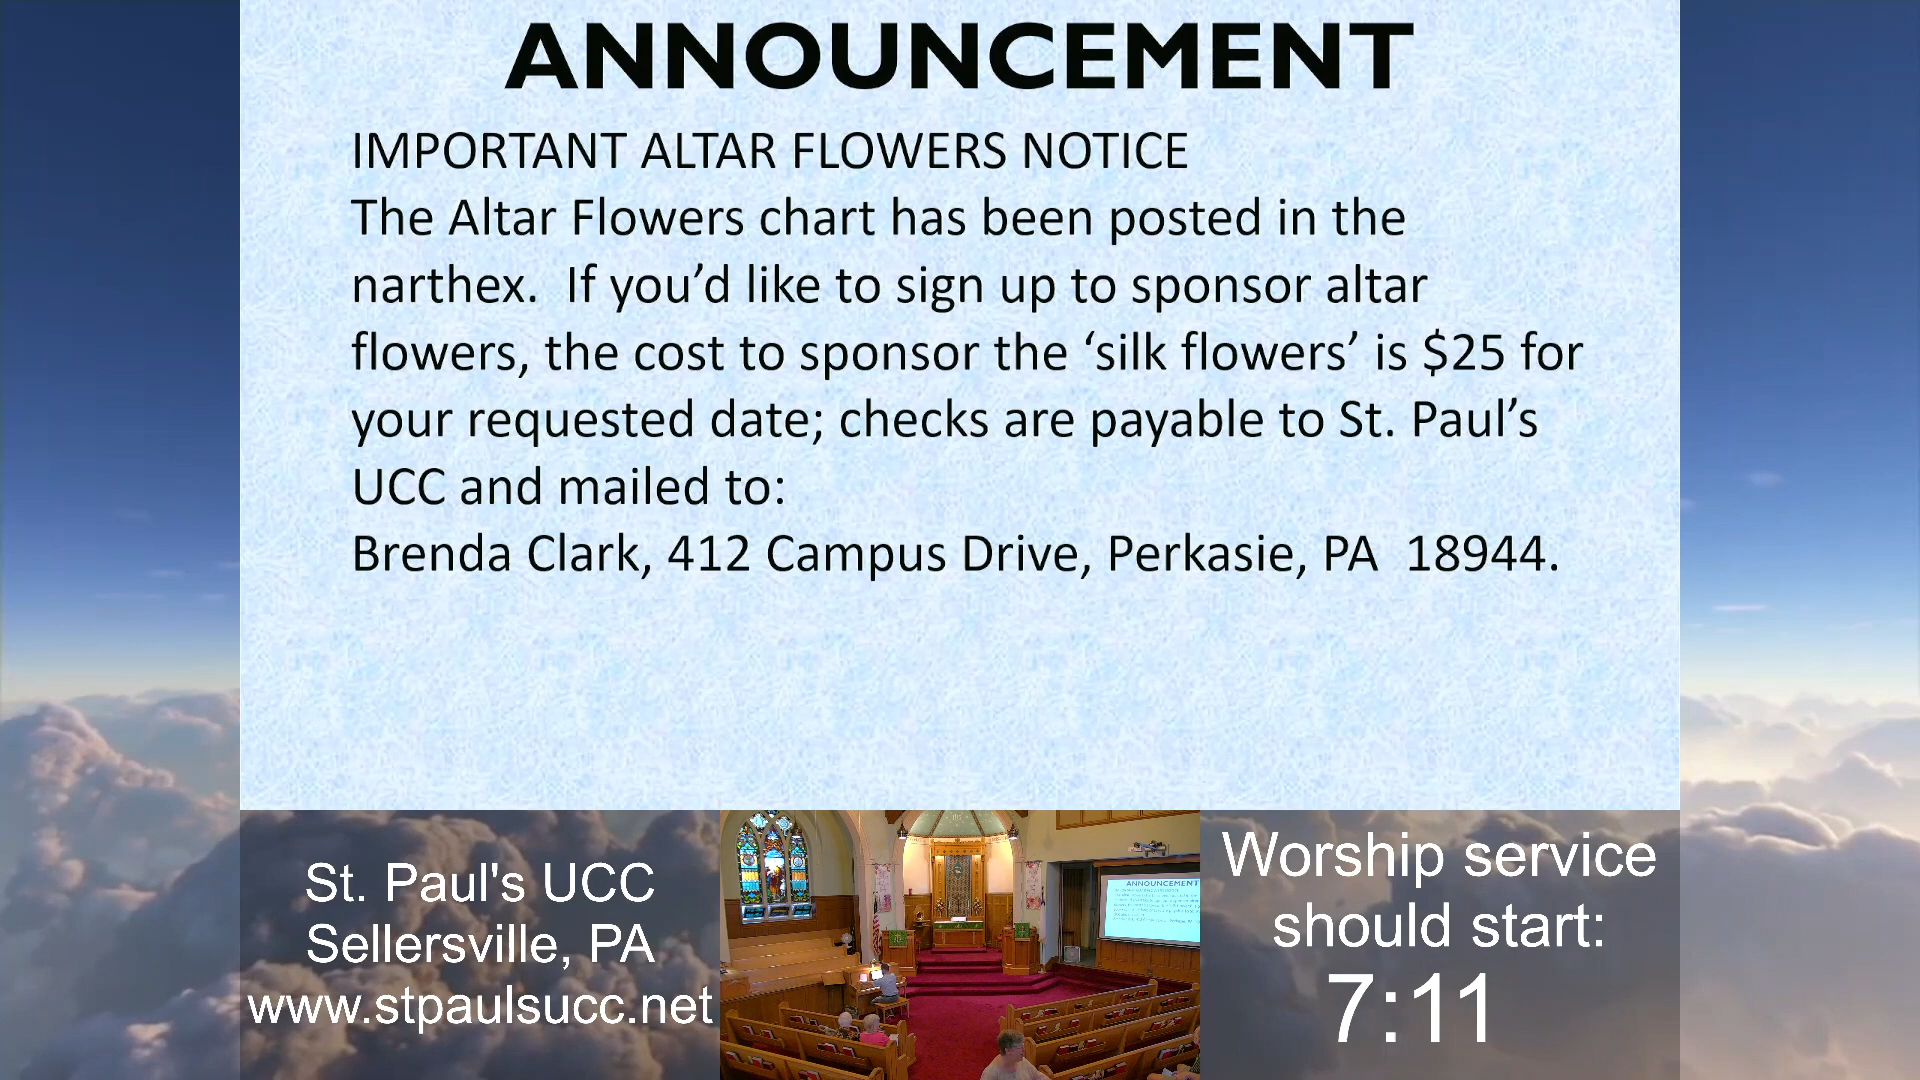 ANNOUNCEMENT
IMPORTANT ALTAR FLOWERS NOTICE
The Altar Flowers chart has been posted in the
narthex.  If you’d like to sign up to sponsor altar
flowers, the cost to sponsor the ‘silk flowers’ is $25 for
your requested date; checks are payable to St. Paul’s
UCC and mailed to:
Brenda Clark, 412 Campus Drive, Perkasie, PA  18944.
St. Paul's UCC
Sellersville, PA
www.stpaulsucc.net
ANNOUNCEMENT
Worship service
should start:
7:11